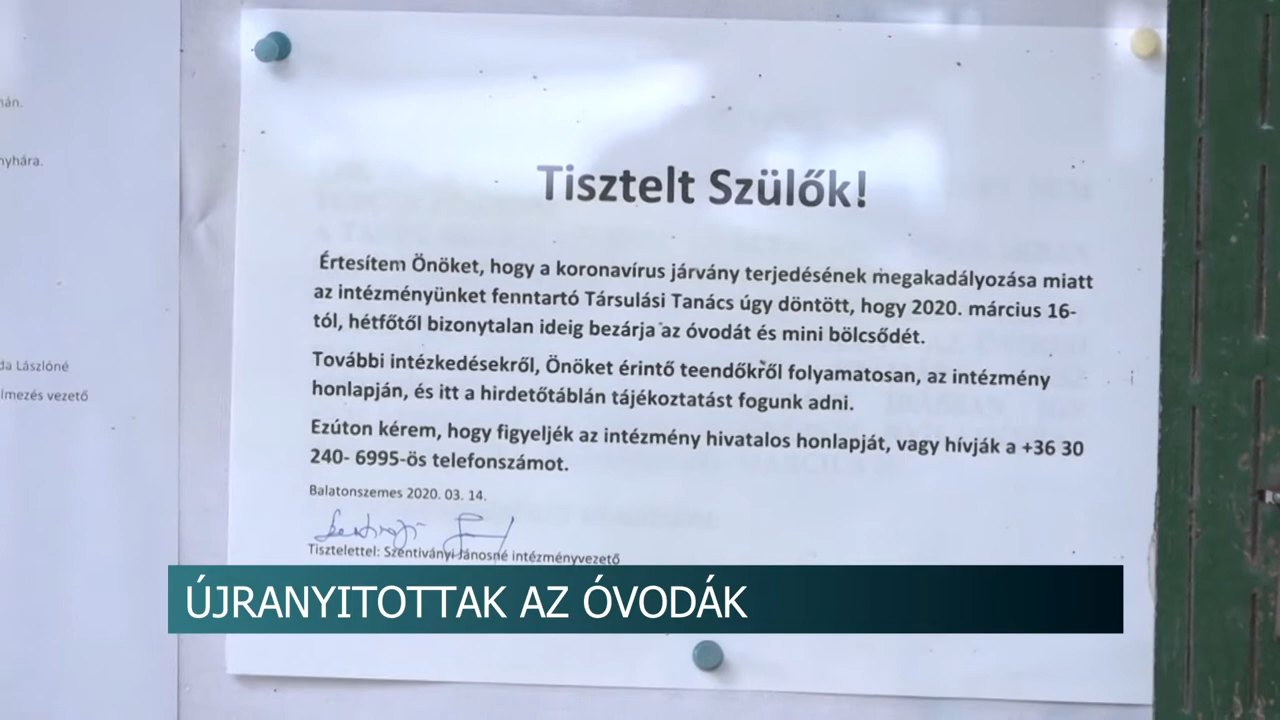 hán.
nyhára.
da Lászlóné
lmezés vezető
Tisztelt Szülők!
Értesítem Önöket, hogy a koronavírus járvány terjedésének megakadályozása miatt
az intézményünket fenntartó Társulási Tanács úgy döntött, hogy 2020. március 16-
tól, hétfőtől bizonytalan ideig bezárja az óvodát és mini bölcsődét.
További intézkedésekről, Önöket érintő teendőkről folyamatosan, az intézmény
honlapján, és itt a hirdetőtáblán tájékoztatást fogunk adni.
Ezúton kérem, hogy figyeljék az intézmény hivatalos honlapját, vagy hívják a +36 30
240- 6995-ös telefonszámot.
Balatonszemes 2020. 03. 14.
Tisztelettel: Szentiványi Jánosné intézményvezető
ÚJRANYITOTTAK AZ ÓVODÁK